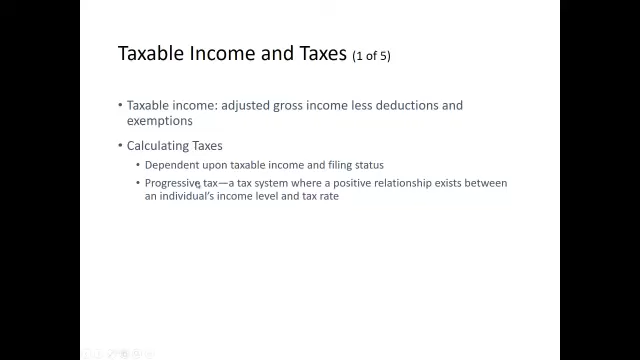 Taxable Income and Taxes (1 of 5)
• Taxable income: adjusted gross income less deductions and
exemptions
• Calculating Taxes
• Dependent upon taxable income and filing status
• Progressive tax—a tax system where a positive relationship exists between
an individual's income level and tax rate